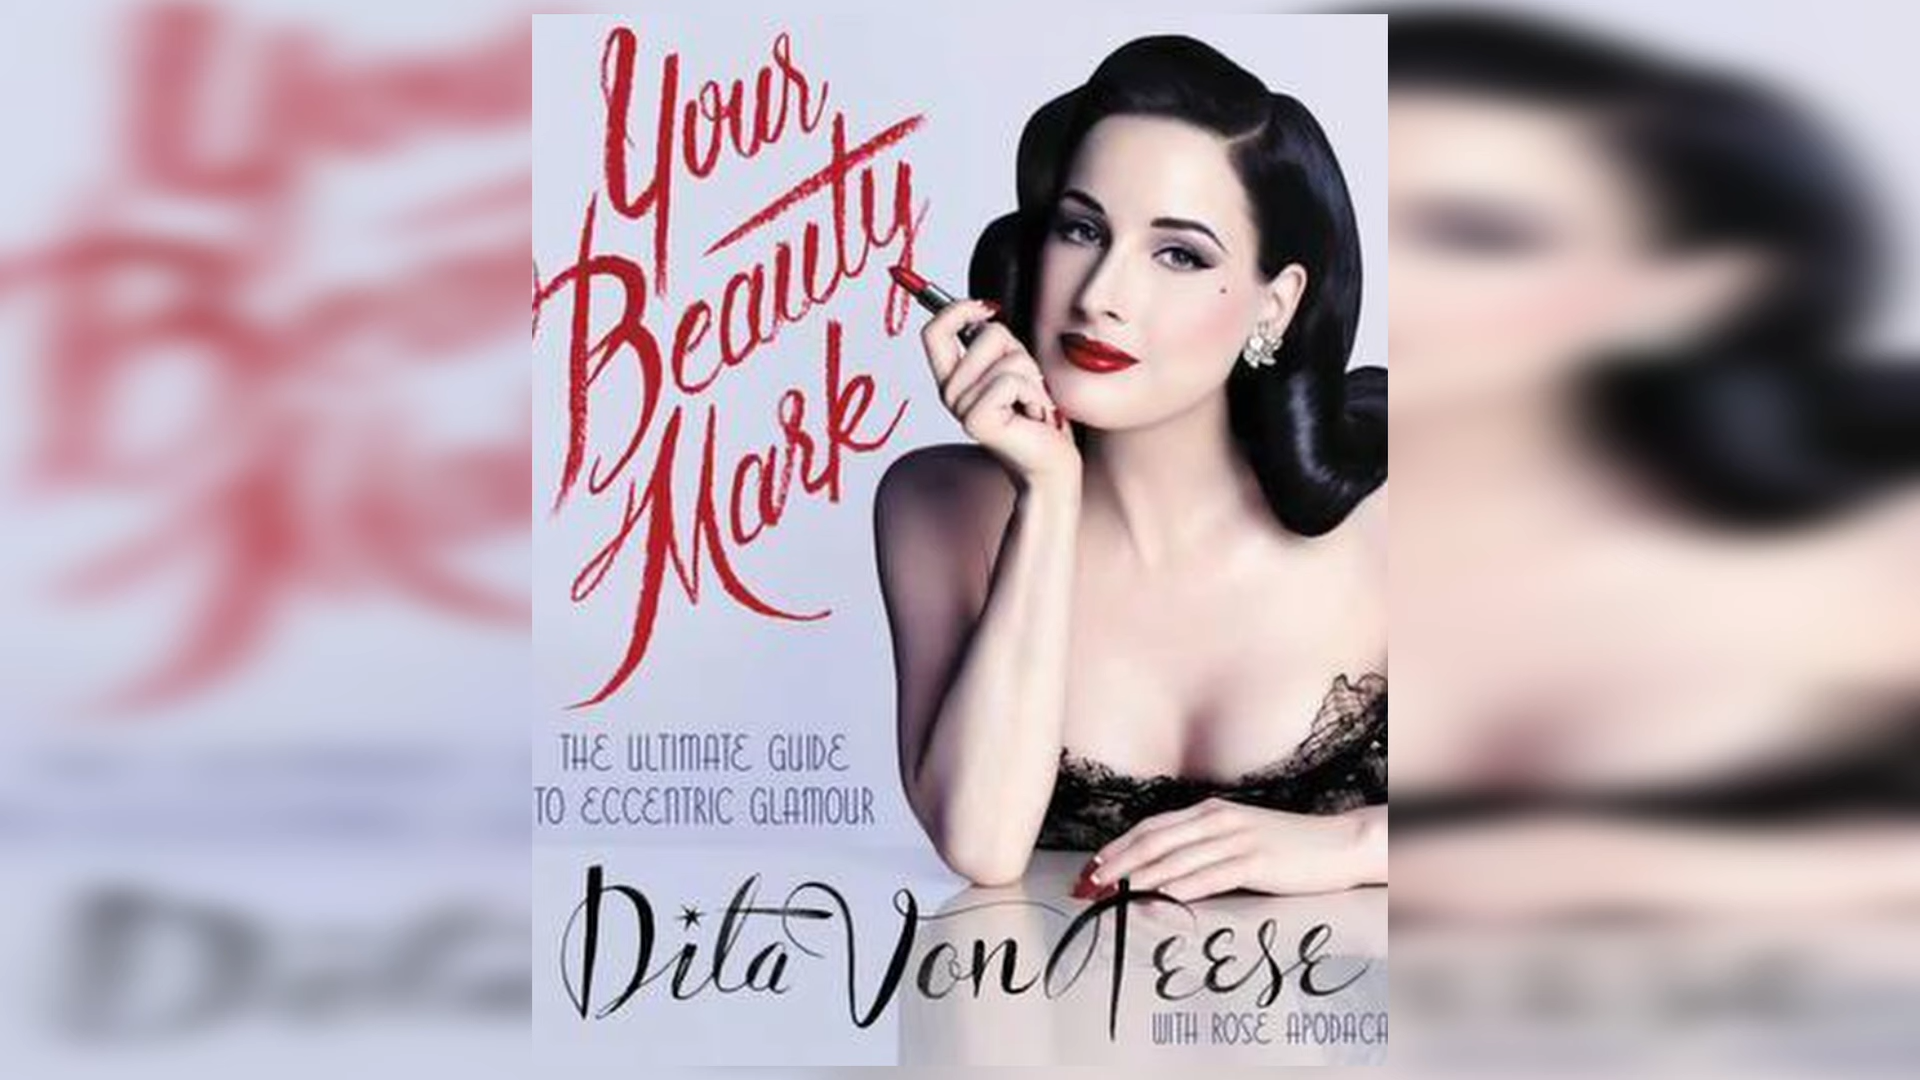 Your
Beauty
Mark
THE ULTIMATE GUIDE
TO ECCENTRIC GLAMOUR
Dita Von Teese
WITH ROSE APODACA